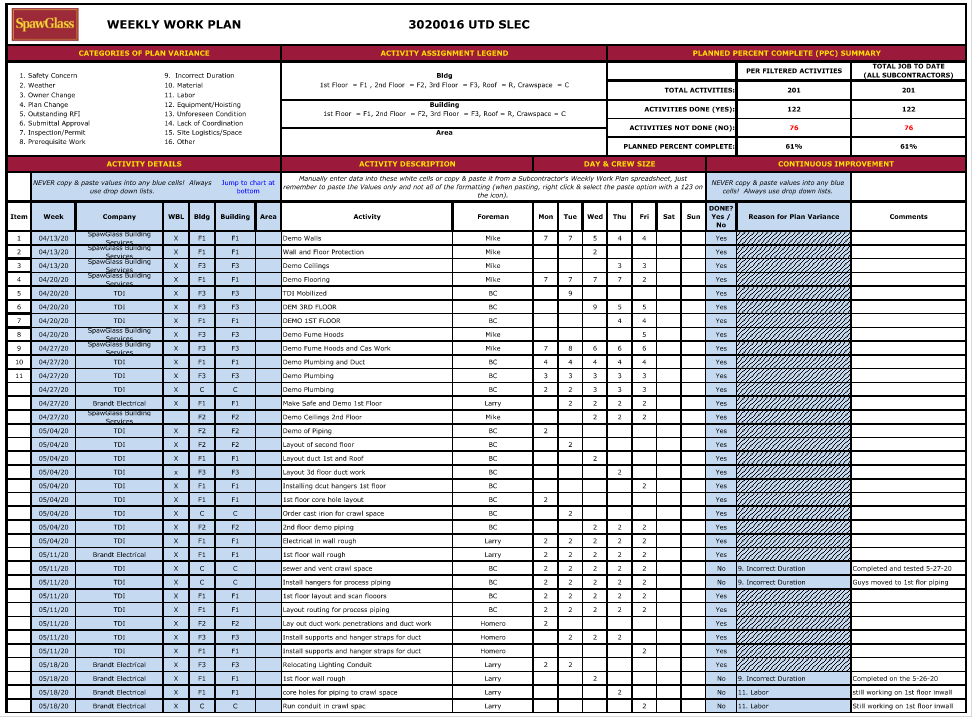 SpawGlass WEEKLY WORK PLAN 3020016 UTD SLEC
CATEGORIES OF PLAN VARIANCE ACTIVITY ASSIGNMENT LEGEND PLANNED PERCENT COMPLETE (PPC) SUMMARY
1. Safety Concern 9. Incorrect Duration
2. Weather 10. Material
3. Owner Change 11. Labor
4. Plan Change 12. Equipment/Hoisting
5. Outstanding RFI 13. Unforeseen Condition
6. Submittal Approval 14. Lack of Coordination
7. Inspection/Permit 15. Site Logistics/Space
8. Prerequisite Work 16. Other
Bldg
1st Floor = F1 , 2nd Floor = F2, 3rd Floor = F3, Roof = R, Crawspace = C
Building
1st Floor = F1, 2nd Floor = F2, 3rd Floor = F3, Roof = R, Crawspace = C
Area
PER FILTERED ACTIVITIES TOTAL JOB TO DATE (ALL SUBCONTRACTORS)
TOTAL ACTIVITIES: 201 201
ACTIVITIES DONE (YES): 122 122
ACTIVITIES NOT DONE (NO): 76 76
PLANNED PERCENT COMPLETE: 61% 61%
ACTIVITY DETAILS ACTIVITY DESCRIPTION DAY & CREW SIZE CONTINUOUS IMPROVEMENT
NEVER copy & paste values into any blue cells! Always use drop down lists.
Jump to chart at bottom
Manually enter data into these white cells or copy & paste it from a Subcontractor's Weekly Work Plan spreadsheet, just remember to paste the Values only and not all of the formatting (when pasting, right click & select the paste option with a 123 on the icon).
NEVER copy & paste values into any blue cells! Always use drop down lists.
Item Week Company WBL Bldg Building Area Activity Foreman Mon Tue Wed Thu Fri Sat Sun DONE? Yes / No Reason for Plan Variance Comments
1 04/13/20 SpawGlass Building Services X F1 F1 Demo Walls Mike 7 7 5 4 4 Yes
2 04/13/20 SpawGlass Building Services X F1 F1 Wall and Floor Protection Mike 2 Yes
3 04/13/20 SpawGlass Building Services X F3 F3 Demo Ceilings Mike 3 3 Yes
4 04/20/20 SpawGlass Building Services X F1 F1 Demo Flooring Mike 7 7 7 7 2 Yes
5 04/20/20 TDI X F3 F3 TDI Mobilized BC 9 Yes
6 04/20/20 TDI X F3 F3 DEM 3RD FLOOR BC 9 5 5 Yes
7 04/20/20 TDI X F1 F1 DEMO 1ST FLOOR BC 4 4 Yes
8 04/20/20 SpawGlass Building Services X F1 F1 Demo Fume Hoods Mike 5 Yes
9 04/27/20 SpawGlass Building Services X F3 F3 Demo Fume Hoods and Cas Work Mike 7 8 6 6 6 Yes
10 04/27/20 TDI X F1 F1 Demo Plumbing and Duct BC 4 4 4 4 4 Yes
11 04/27/20 TDI X F3 F3 Demo Plumbing BC 3 3 3 3 3 Yes
04/27/20 TDI X C C Demo Plumbing BC 2 2 3 3 3 Yes
04/27/20 Brandt Electrical X F1 F1 Make Safe and Demo 1st Floor Larry 2 2 2 2 Yes
04/27/20 SpawGlass Building Services F2 F2 Demo Ceilings 2nd Floor Mike 2 2 2 Yes
05/04/20 TDI X F2 F2 Demo of Piping BC 2 Yes
05/04/20 TDI X F2 F2 Layout of second floor BC 2 Yes
05/04/20 TDI X F1 F1 Layout duct 1st and Roof BC 2 Yes
05/04/20 TDI x F3 F3 Layout 3d floor duct work BC 2 Yes
05/04/20 TDI X F1 F1 Installing dcut hangers 1st floor BC 2 Yes
05/04/20 TDI X F1 F1 1st floor core hole layout BC 2 Yes
05/04/20 TDI X C C Order cast irion for crawl space BC 2 Yes
05/04/20 TDI X F2 F2 2nd floor demo piping BC 2 2 2 Yes
05/04/20 TDI X F1 F1 Electrical in wall rough Larry 2 2 2 2 2 Yes
05/11/20 Brandt Electrical X F1 F1 1st floor wall rough Larry 2 2 2 2 2 Yes
05/11/20 TDI X C C sewer and vent crawl space BC 2 2 2 2 2 No 9. Incorrect Duration Completed and tested 5-27-20
05/11/20 TDI X C C Install hangers for process piping BC 2 2 2 2 2 No 9. Incorrect Duration Guys moved to 1st flor piping
05/11/20 TDI X F1 F1 1st floor layout and scan flooors BC 2 2 2 2 2 Yes
05/11/20 TDI X F1 F1 Layout routing for process piping BC 2 2 2 2 2 Yes
05/11/20 TDI X F2 F2 Lay out duct work penetrations and duct work Homero 2 Yes
05/11/20 TDI X F3 F3 Install supports and hanger straps for duct Homero 2 2 2 Yes
05/11/20 TDI X F1 F1 Install supports and hanger straps for duct Homero 2 Yes
05/18/20 Brandt Electrical X F3 F3 Relocating Lighting Conduit Larry 2 2 Yes
05/18/20 Brandt Electrical X F1 F1 1st floor wall rough Larry 2 No 9. Incorrect Duration Completed on the 5-26-20
05/18/20 Brandt Electrical X F1 F1 core holes for piping to crawl space Larry 2 No 11. Labor still working on 1st floor inwall
05/18/20 Brandt Electrical X C C Run conduit in crawl spac Larry 2 No 11. Labor Still working on 1st floor inwall